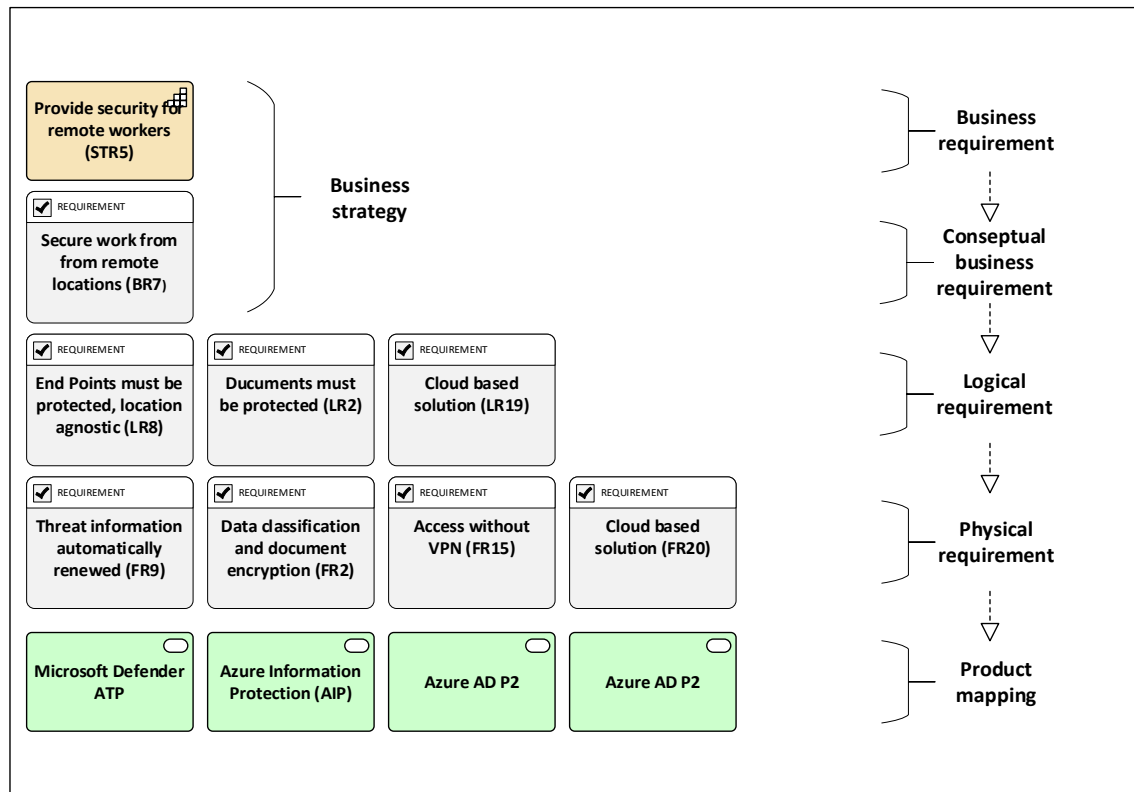 Provide security for
remote workers
(STR5)
Business
requirement
Business
strategy
REQUIREMENT
Secure work from
from remote
locations (BR7)
Conseptual
business
requirement
REQUIREMENT
End Points must be
protected, location
agnostic (LR8)
REQUIREMENT
Ducuments must
be protected (LR2)
REQUIREMENT
Cloud based
solution (LR19)
Logical
requirement
REQUIREMENT
Threat information
automatically
renewed (FR9)
REQUIREMENT
Data classification
and document
encryption (FR2)
REQUIREMENT
Access without
VPN (FR15)
REQUIREMENT
Cloud based
solution (FR20)
Physical
requirement
Microsoft Defender
ATP
Azure Information
Protection (AIP)
Azure AD P2
Azure AD P2
Product
mapping